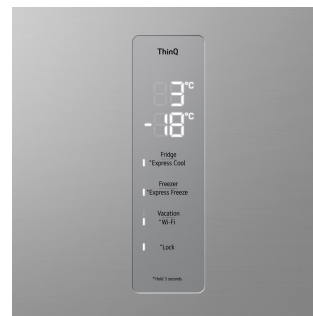 ThinQ
3°C
-18°C
Fridge
*Express Cool
Freezer
*Express Freeze
Vacation
*Wi-Fi
*Lock
*Hold 3 seconds